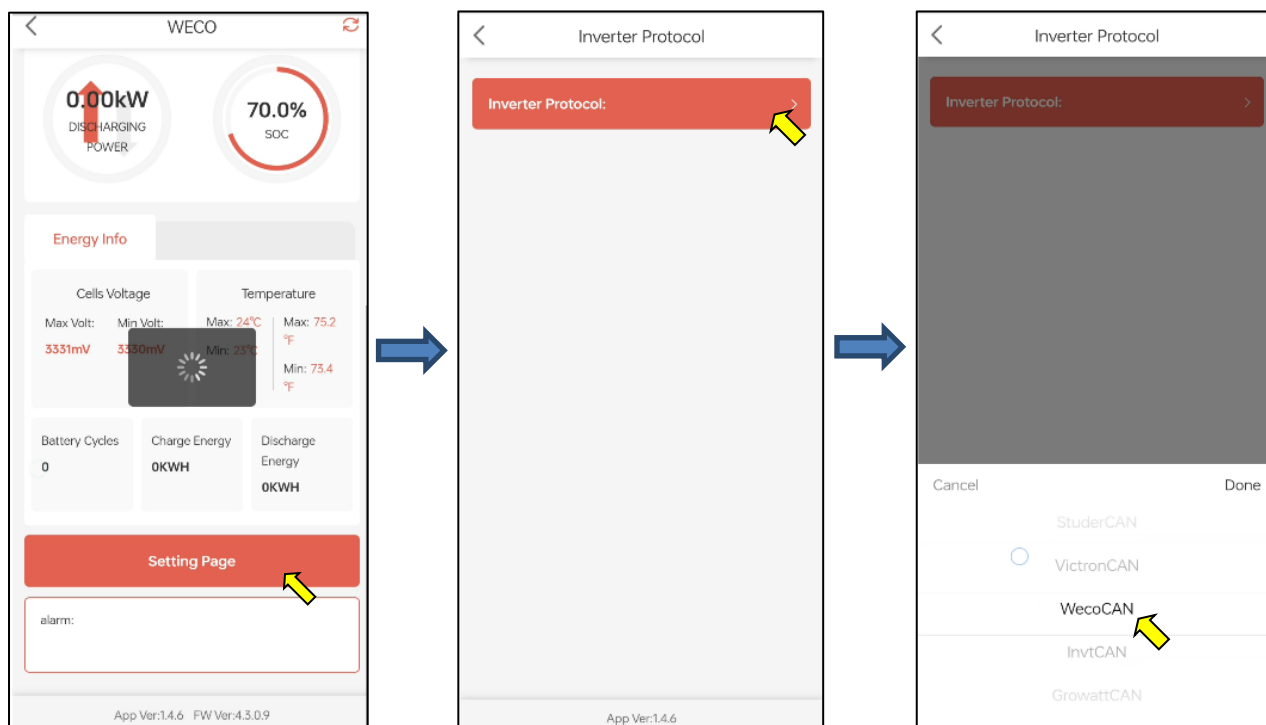 WECO
0.00kW
DISCHARGING
POWER
70.0%
SOC
Energy Info
Cells Voltage
Max Volt: Min Volt:
3331mV 3330mV
Temperature
Max: 24℃
Min: 23℃
Max: 75.2
℉
Min: 73.4
℉
Battery Cycles
0
Charge Energy
0KWH
Discharge
Energy
0KWH
Setting Page
alarm:
App Ver:1.4.6 FW Ver:4.3.0.9
Inverter Protocol
Inverter Protocol:
App Ver:1.4.6
Inverter Protocol
Inverter Protocol:
Cancel Done
StuderCAN
VictronCAN
WecoCAN
InvtCAN
GrowattCAN